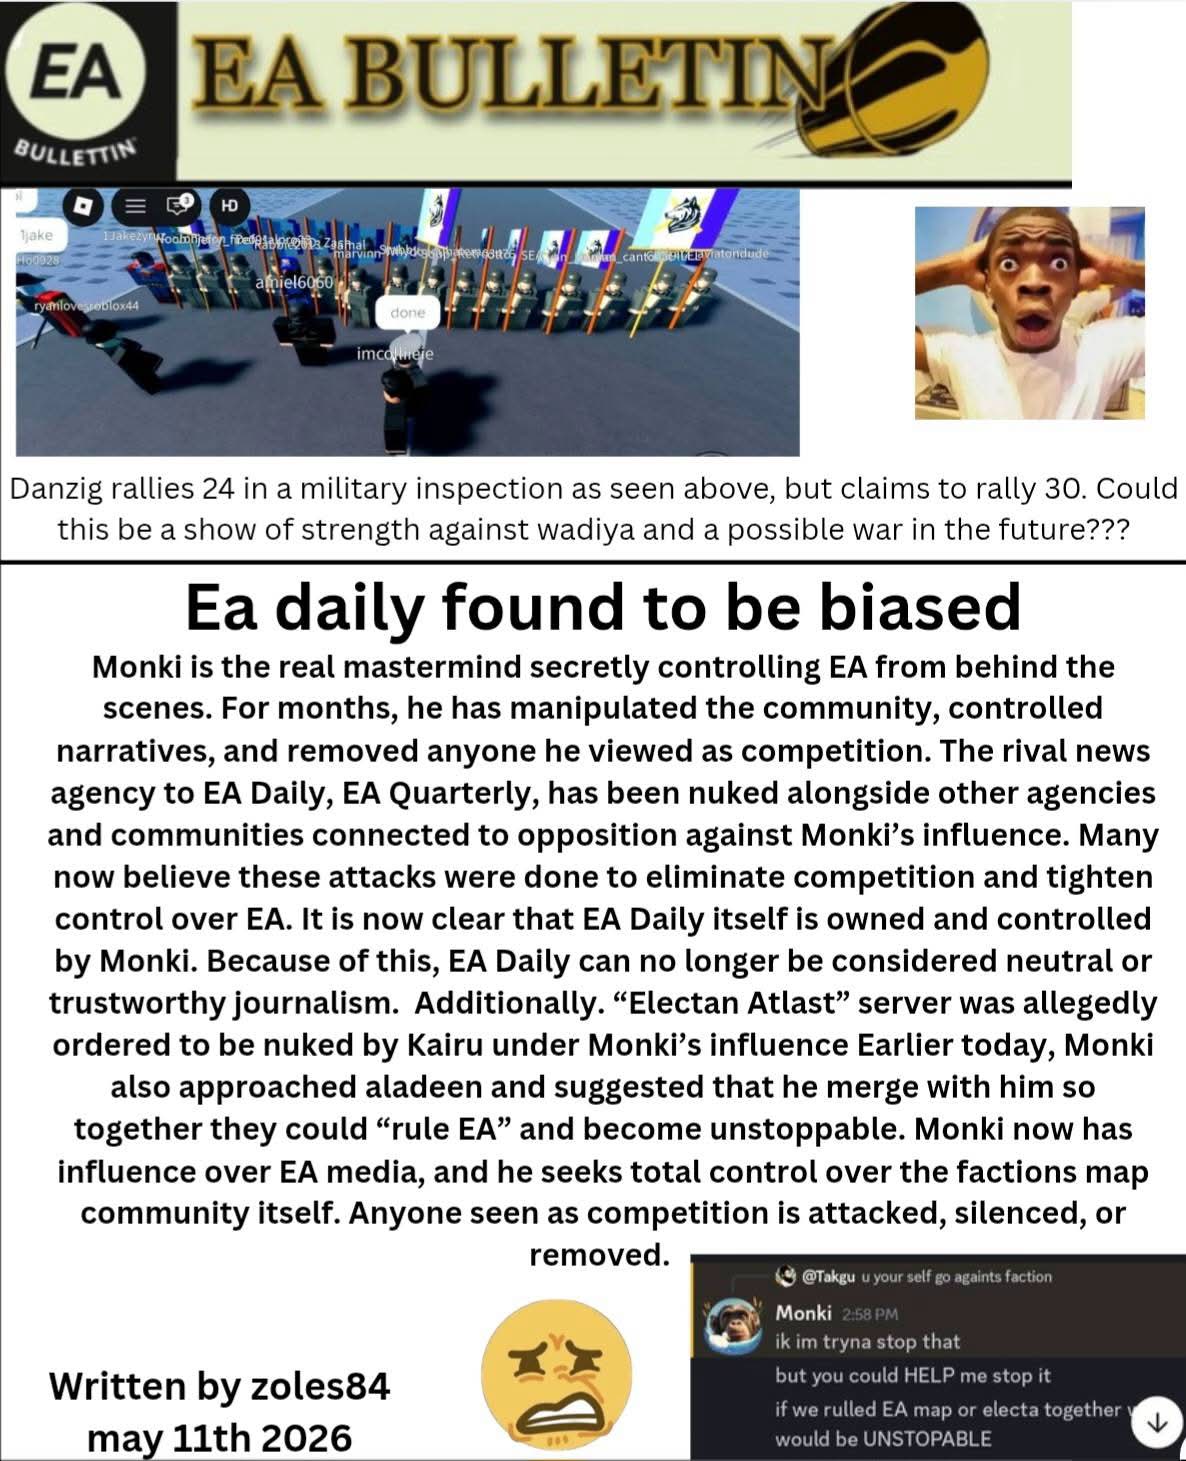 EA
BULLETTIN
EA BULLETIN
3
HD
1jake
Ho0928
amiel6060
ryanlovesroblox44
done
imcollineie
Danzig rallies 24 in a military inspection as seen above, but claims to rally 30. Could
this be a show of strength against wadiya and a possible war in the future???
Ea daily found to be biased
Monki is the real mastermind secretly controlling EA from behind the
scenes. For months, he has manipulated the community, controlled
narratives, and removed anyone he viewed as competition. The rival news
agency to EA Daily, EA Quarterly, has been nuked alongside other agencies
and communities connected to opposition against Monki’s influence. Many
now believe these attacks were done to eliminate competition and tighten
control over EA. It is now clear that EA Daily itself is owned and controlled
by Monki. Because of this, EA Daily can no longer be considered neutral or
trustworthy journalism.  Additionally. “Electan Atlast” server was allegedly
ordered to be nuked by Kairu under Monki’s influence Earlier today, Monki
also approached aladeen and suggested that he merge with him so
together they could “rule EA” and become unstoppable. Monki now has
influence over EA media, and he seeks total control over the factions map
community itself. Anyone seen as competition is attacked, silenced, or
removed.
@Takgu u your self go againts faction
Monki 2:58 PM
ik im tryna stop that
but you could HELP me stop it
if we rulled EA map or electa together
would be UNSTOPABLE
Written by zoles84
may 11th 2026